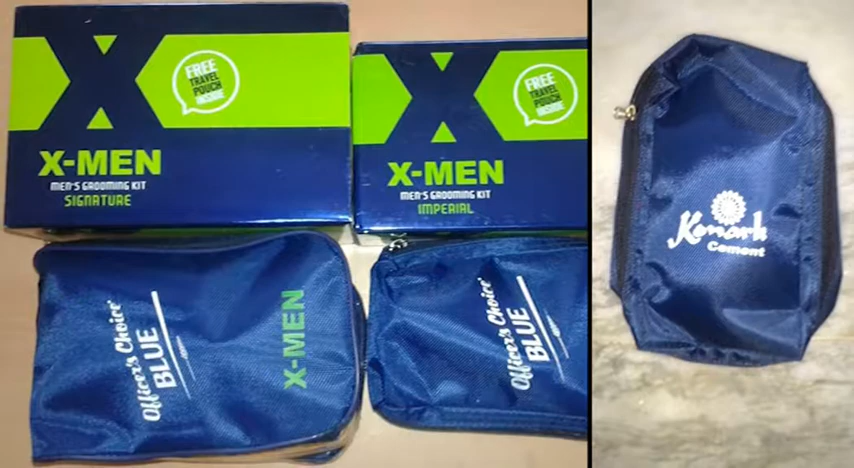 X
FREE
TRAVEL
POUCH
INSIDE
X-MEN
MEN'S GROOMING KIT
SIGNATURE
X
FREE
TRAVEL
POUCH
INSIDE
X-MEN
MEN'S GROOMING KIT
IMPERIAL
Officer's Choice
BLUE
X-MEN
Officer's Choice
BLUE
Konark
Cement